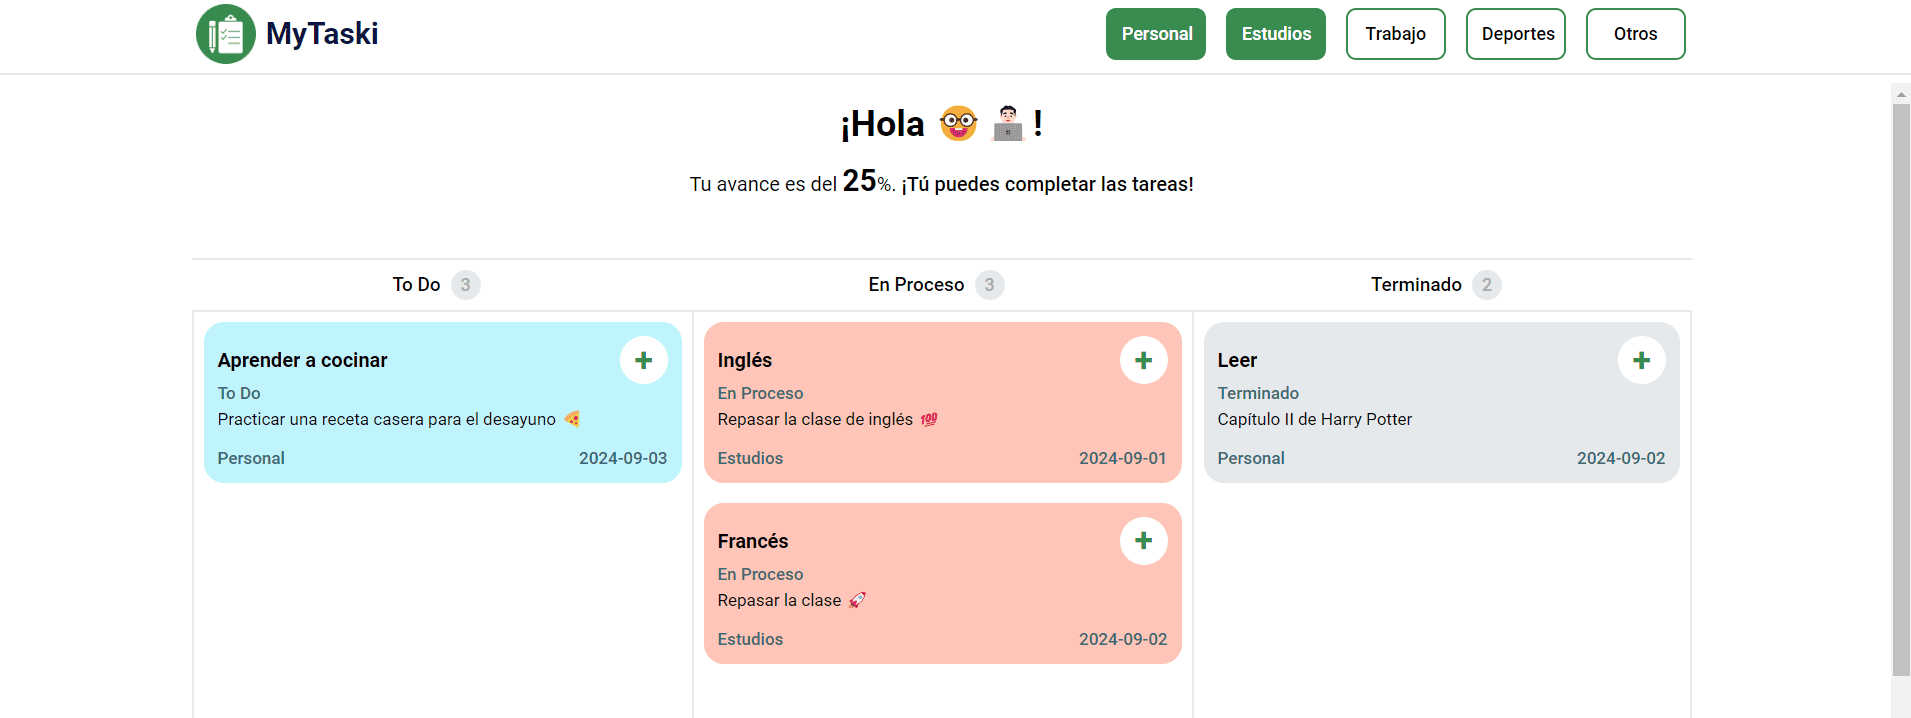 MyTaski
Personal Estudios Trabajo Deportes Otros
¡Hola 🤓 👨🏻‍💻 !
Tu avance es del 25%. ¡Tú puedes completar las tareas!
To Do 3
En Proceso 3
Terminado 2
Aprender a cocinar
To Do
Practicar una receta casera para el desayuno 🍕
Personal 2024-09-03
Inglés
En Proceso
Repasar la clase de inglés 💯
Estudios 2024-09-01
Francés
En Proceso
Repasar la clase 🚀
Estudios 2024-09-02
Leer
Terminado
Capítulo II de Harry Potter
Personal 2024-09-02